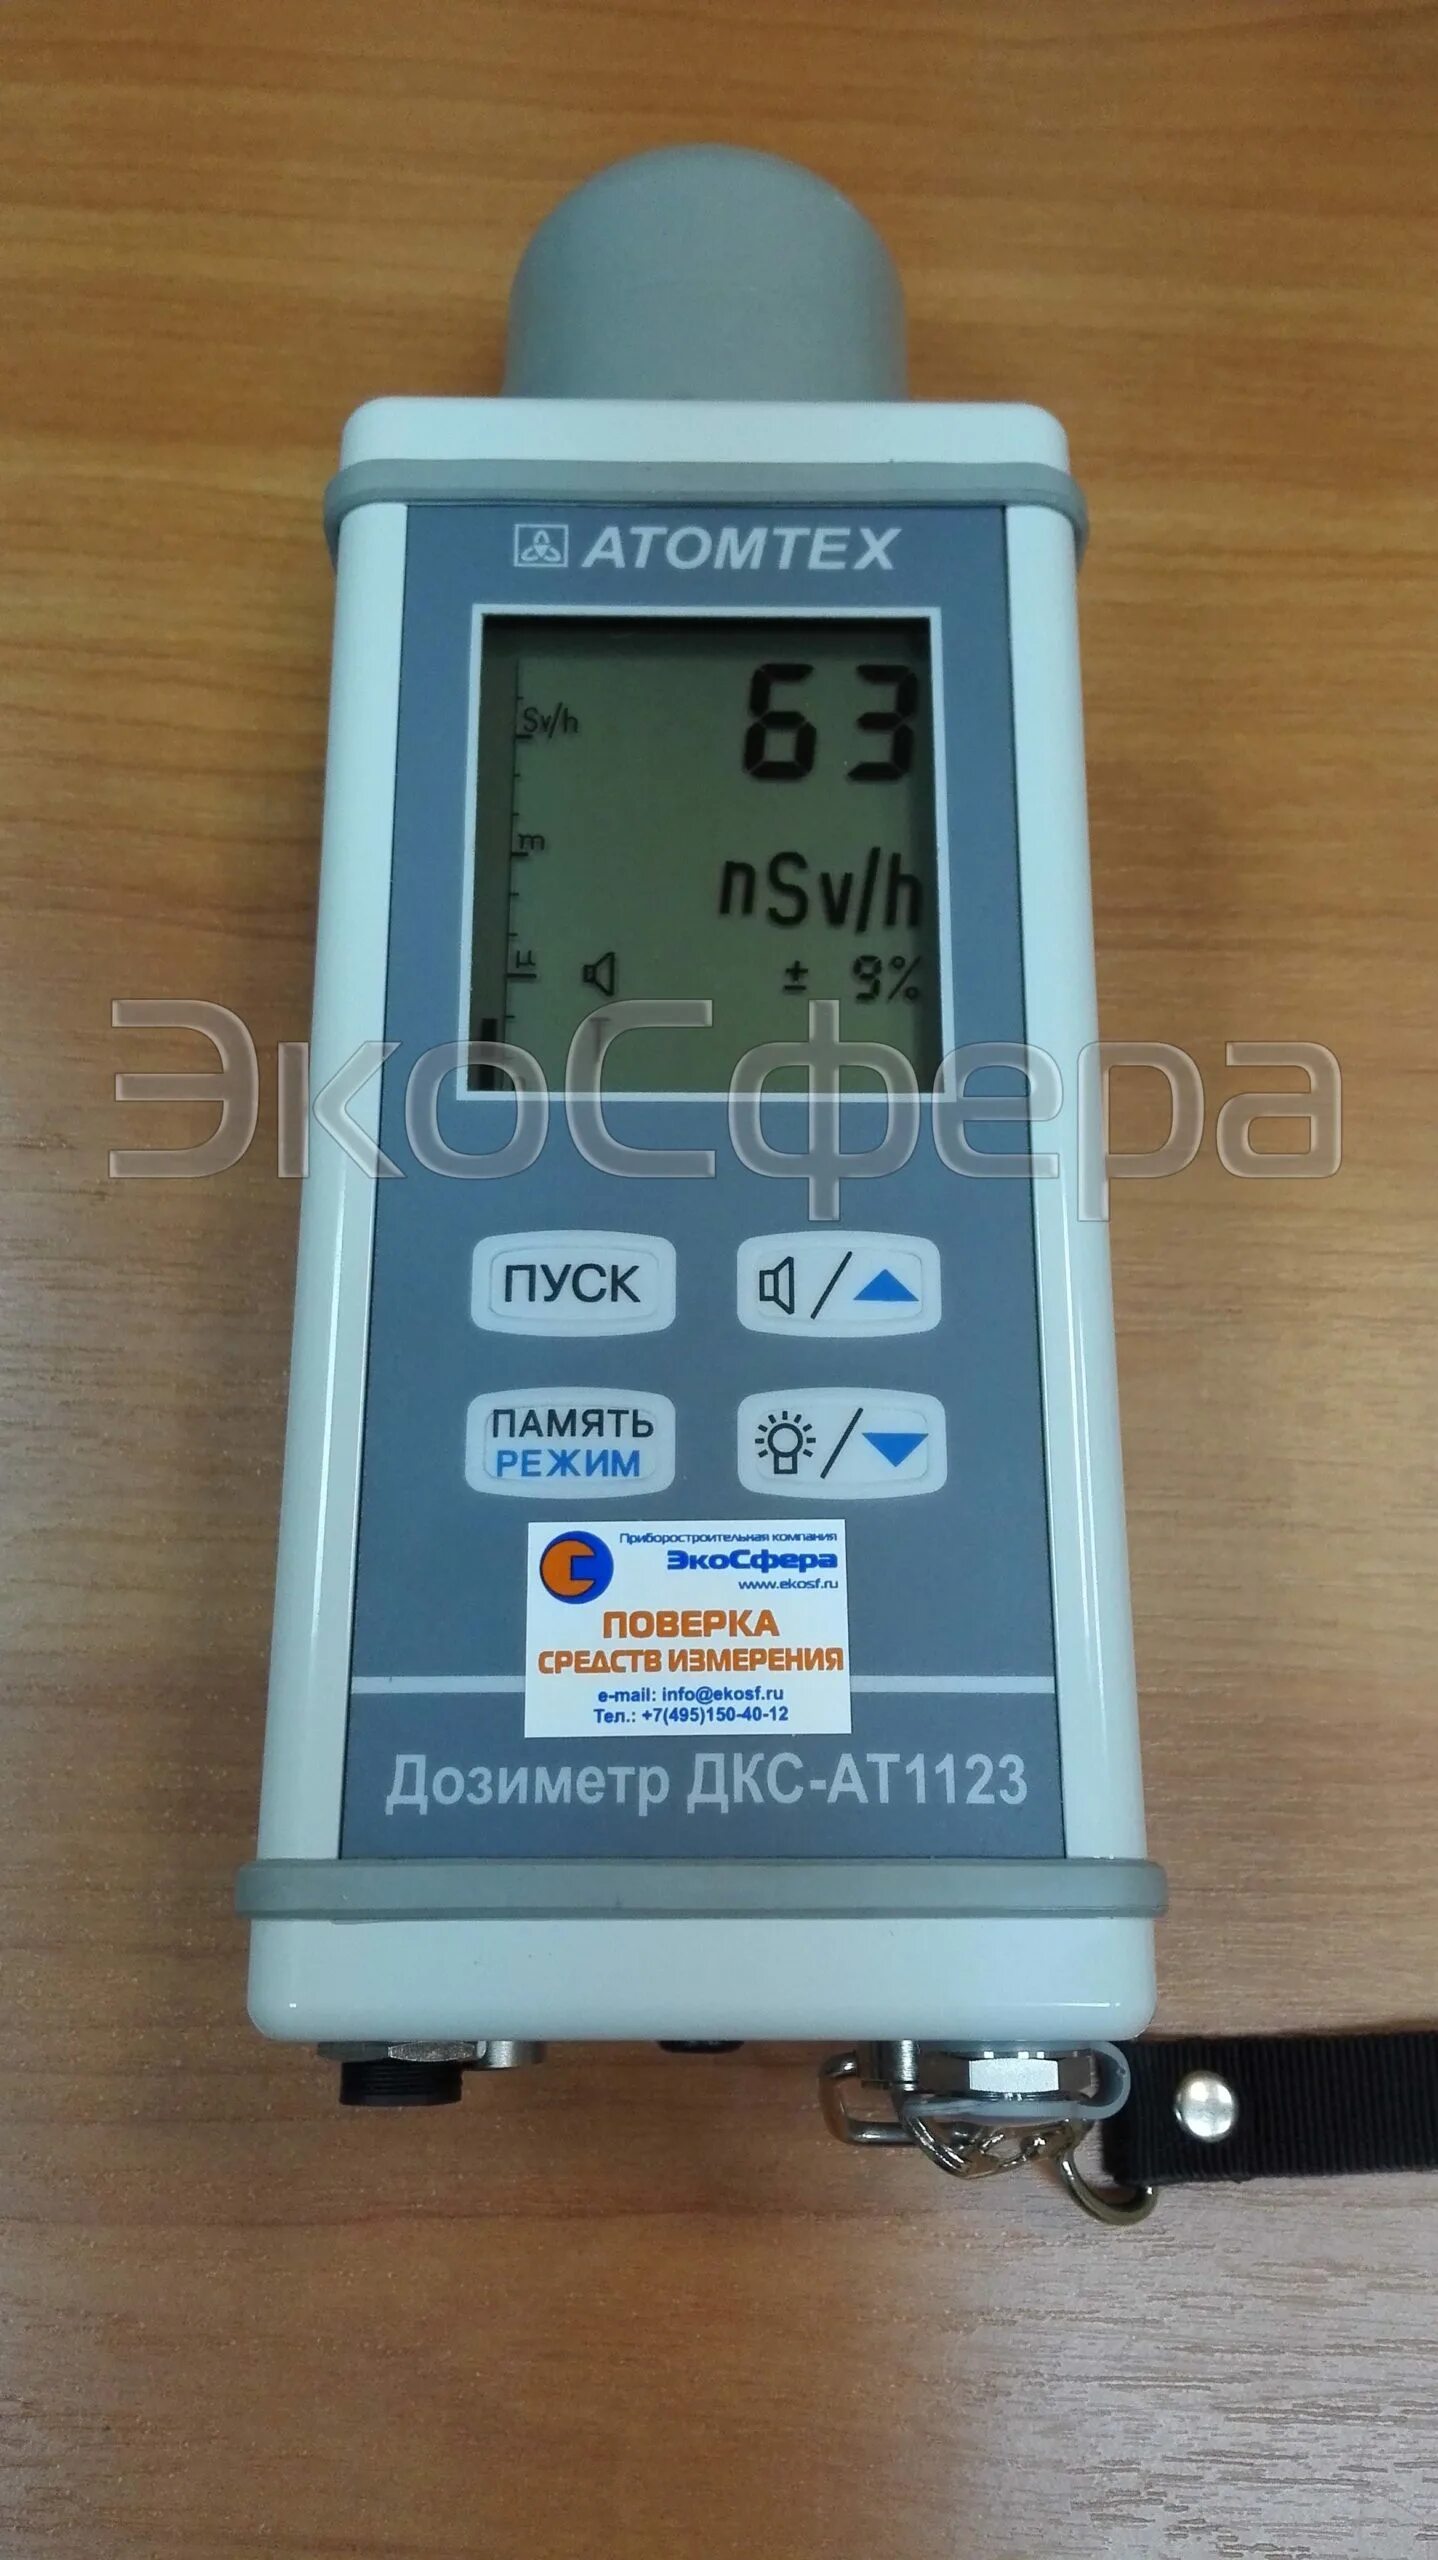 ATOMTEX
Sv/h
63
m
nSv/h
µ
± 9%
ЭкоСфера
ПУСК
ПАМЯТЬ
РЕЖИМ
Приборостроительная компания
ЭкоСфера
www.ekosf.ru
ПОВЕРКА
СРЕДСТВ ИЗМЕРЕНИЯ
e-mail: info@ekosf.ru
Тел.: +7(495)150-40-12
Дозиметр ДКС-АТ1123